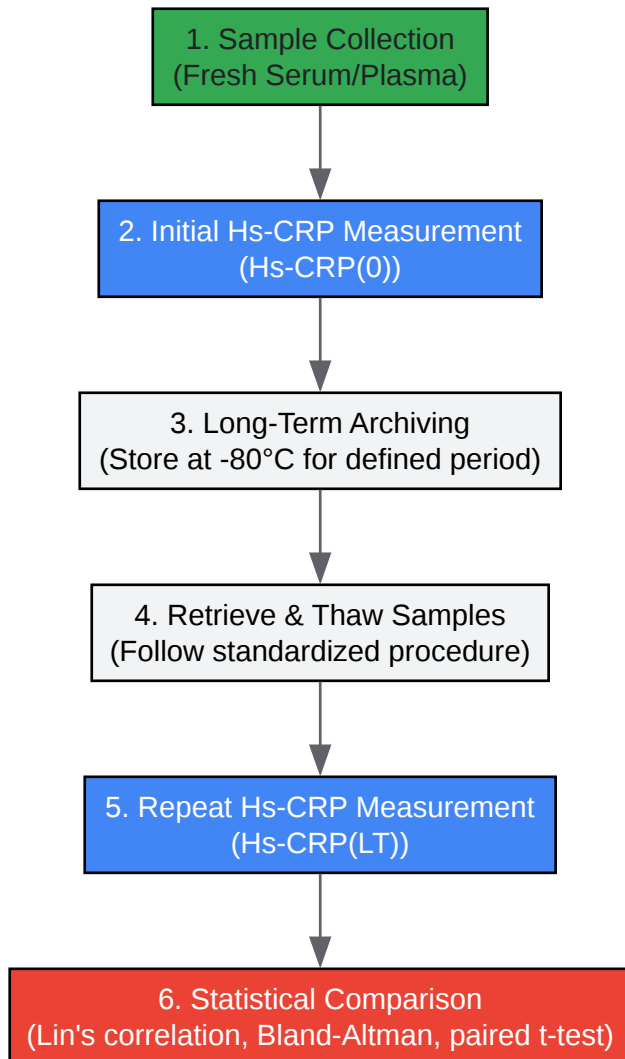 1. Sample Collection
(Fresh Serum/Plasma)
2. Initial Hs-CRP Measurement
(Hs-CRP(0))
3. Long-Term Archiving
(Store at -80°C for defined period)
4. Retrieve & Thaw Samples
(Follow standardized procedure)
5. Repeat Hs-CRP Measurement
(Hs-CRP(LT))
6. Statistical Comparison
(Lin's correlation, Bland-Altman, paired t-test)